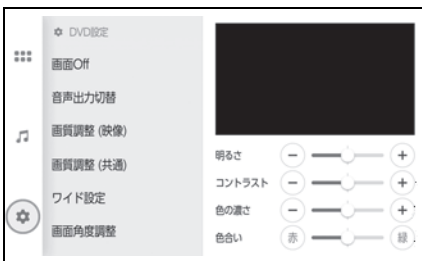 DVD設定
画面Off
音声出力切替
画質調整 (映像)
画質調整 (共通)
ワイド設定
画面角度調整
明るさ
コントラスト
色の濃さ
色合い 赤 緑